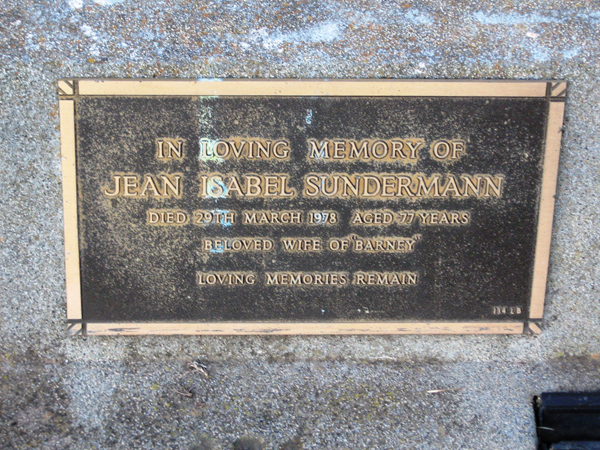 IN LOVING MEMORY OF
JEAN ISABEL SUNDERMANN
DIED 29TH MARCH 1978 AGED 77 YEARS
BELOVED WIFE OF "BARNEY"
LOVING MEMORIES REMAIN